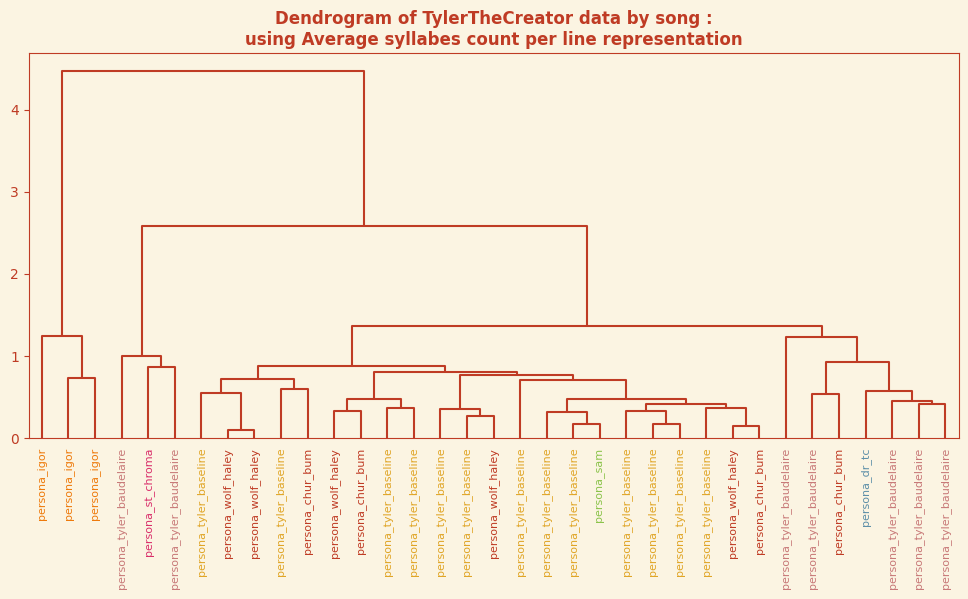 Dendrogram of TylerTheCreator data by song :
using Average syllabes count per line representation
4
3
2
1
0
persona_igor
persona_igor
persona_igor
persona_tyler_baudelaire
persona_st_chroma
persona_tyler_baudelaire
persona_tyler_baseline
persona_wolf_haley
persona_wolf_haley
persona_tyler_baseline
persona_chur_bum
persona_wolf_haley
persona_chur_bum
persona_tyler_baseline
persona_tyler_baseline
persona_tyler_baseline
persona_tyler_baseline
persona_wolf_haley
persona_tyler_baseline
persona_tyler_baseline
persona_tyler_baseline
persona_sam
persona_tyler_baseline
persona_tyler_baseline
persona_tyler_baseline
persona_tyler_baseline
persona_wolf_haley
persona_chur_bum
persona_tyler_baudelaire
persona_tyler_baudelaire
persona_chur_bum
persona_dr_tc
persona_tyler_baudelaire
persona_tyler_baudelaire
persona_tyler_baudelaire